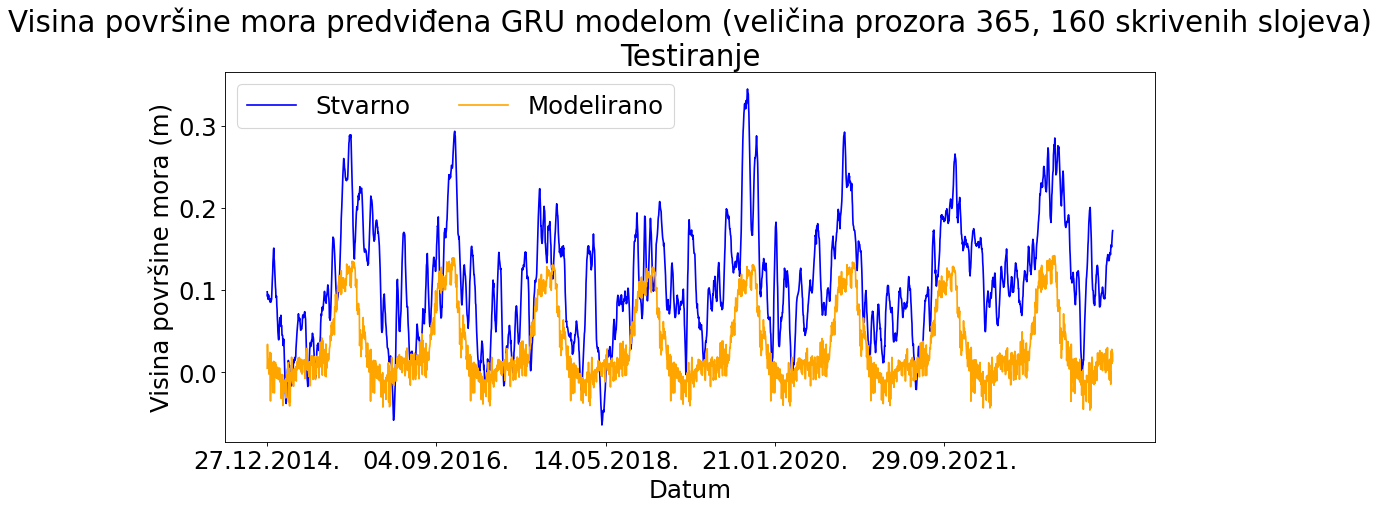 Visina površine mora predviđena GRU modelom (veličina prozora 365, 160 skrivenih slojeva)
Testiranje
Stvarno
Modelirano
Visina površine mora (m)
0.3
0.2
0.1
0.0
27.12.2014.
04.09.2016.
14.05.2018.
21.01.2020.
29.09.2021.
Datum